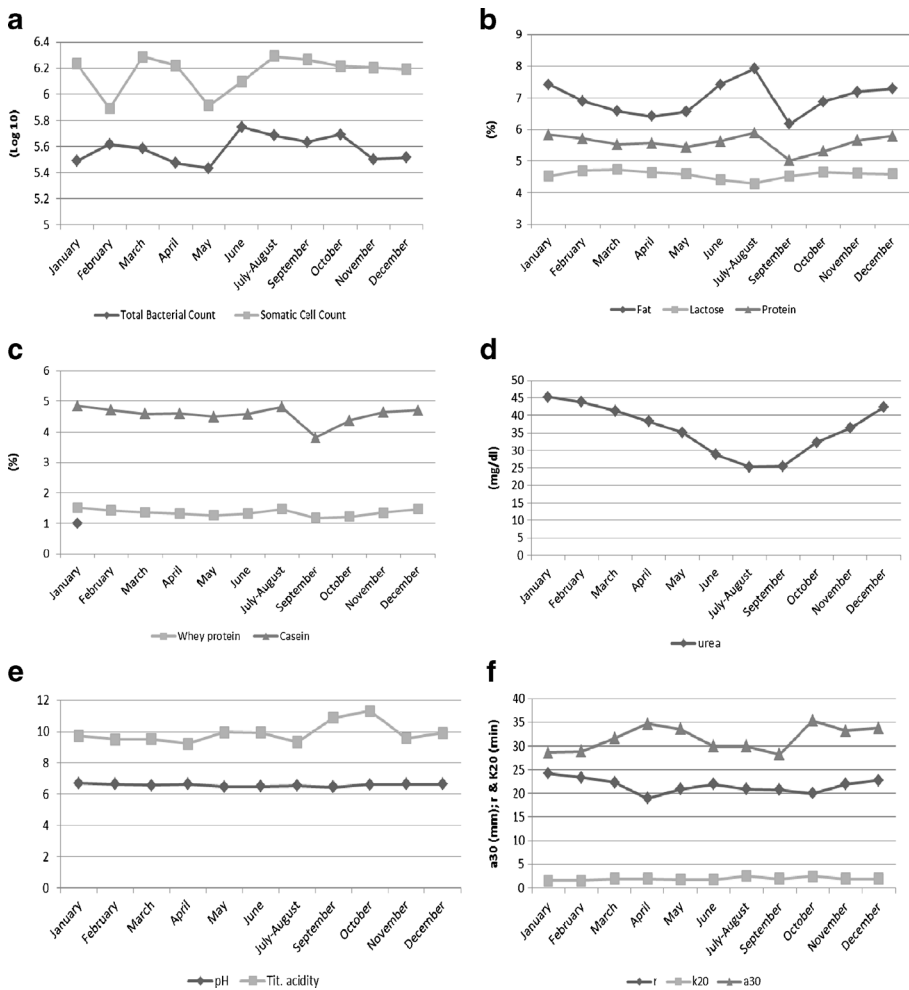 a
6.4
6.2
6
5.8
5.6
5.4
5.2
5
(Log 10)
January
February
March
April
May
June
July-August
September
October
November
December
Total Bacterial Count
Somatic Cell Count
b
9
8
7
6
5
4
3
(%)
January
February
March
April
May
June
July-August
September
October
November
December
Fat
Lactose
Protein
c
6
5
4
3
2
1
0
(%)
January
February
March
April
May
June
July-August
September
October
November
December
Whey protein
Casein
d
50
45
40
35
30
25
20
15
10
5
0
(mg/dl)
January
February
March
April
May
June
July-August
September
October
November
December
urea
e
12
10
8
6
4
2
0
January
February
March
April
May
June
July-August
September
October
November
December
pH
Tit. acidity
f
40
35
30
25
20
15
10
5
0
a30 (mm); r & K20 (min)
January
February
March
April
May
June
July-August
September
October
November
December
r
k20
a30